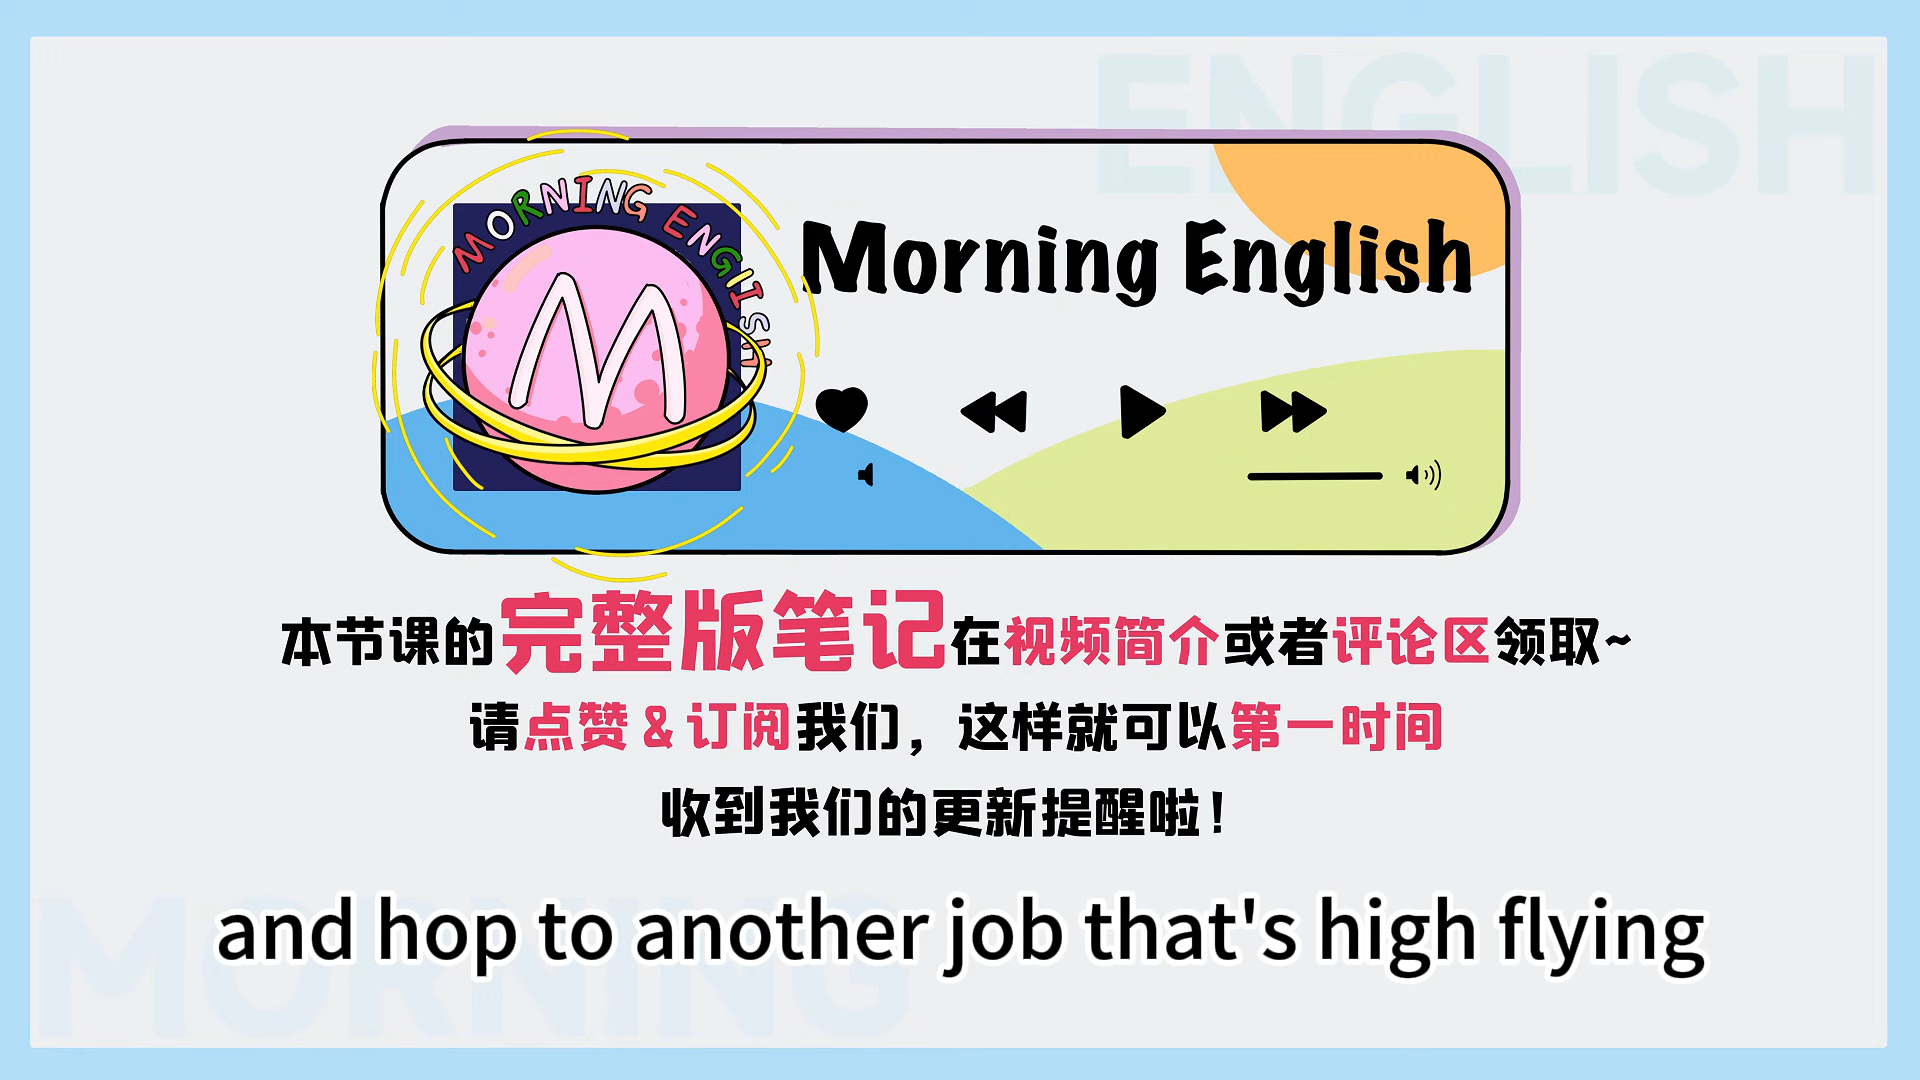 ENGLISH
MORNING ENGLISH
M
Morning English
本节课的完整版笔记在视频简介或者评论区领取~
请点赞&订阅我们，这样就可以第一时间
收到我们的更新提醒啦！
MORNING
and hop to another job that's high flying